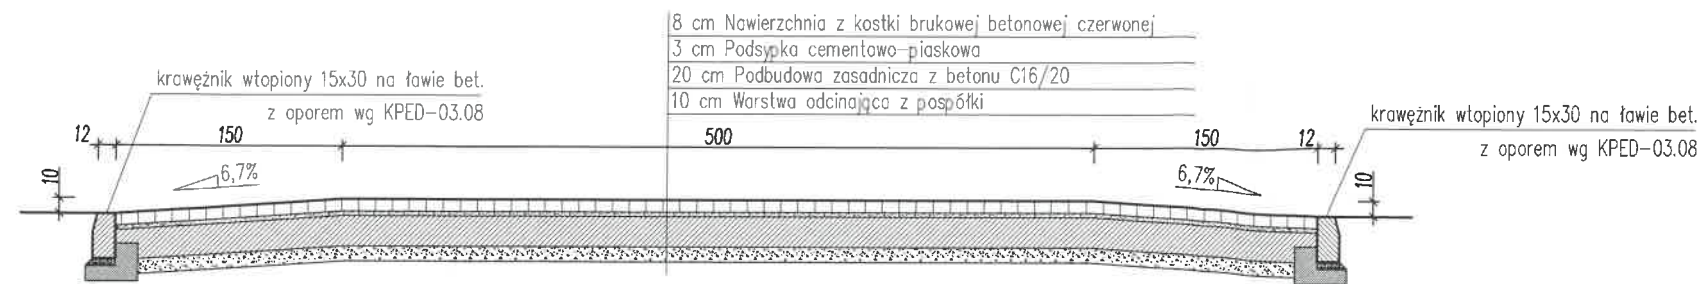 8 cm Nawierzchnia z kostki brukowej betonowej czerwonej
3 cm Podsypka cementowo-piaskowa
20 cm Podbudowa zasadnicza z betonu C16/20
10 cm Warstwa odcinająca z pospółki
krawężnik wtopiony 15x30 na ławie bet.
z oporem wg KPED-03.08
krawężnik wtopiony 15x30 na ławie bet.
z oporem wg KPED-03.08
12 150 500 150 12
10 6,7% 6,7% 10